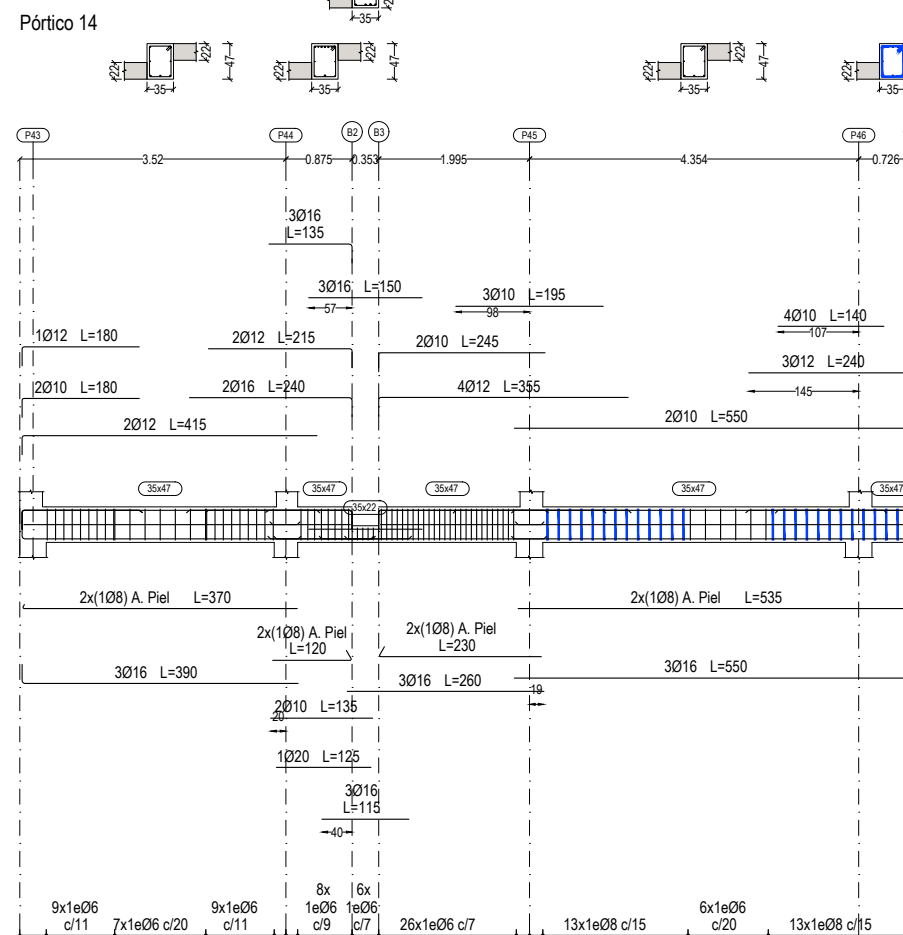 35
Pórtico 14
22 22 47 35
22 22 47 35
22 22 47 35
22 35
P43 P44 B2 B3 P45 P46
3.52 0.875 0.353 1.995 4.354 0.726
3Ø16
L=135
3Ø16 L=150
57
3Ø10 L=195
98
4Ø10 L=140
107
1Ø12 L=180
2Ø12 L=215
2Ø10 L=245
3Ø12 L=240
145
2Ø10 L=180
2Ø16 L=240
4Ø12 L=355
2Ø12 L=415
2Ø10 L=550
35x47 35x47 35x22 35x47 35x47 35x47
2x(1Ø8) A. Piel L=370
2x(1Ø8) A. Piel L=535
2x(1Ø8) A. Piel
L=120
2x(1Ø8) A. Piel
L=230
3Ø16 L=390
3Ø16 L=260
19
3Ø16 L=550
2Ø10 L=135
20
1Ø20 L=125
3Ø16
L=115
40
9x1eØ6
c/11
7x1eØ6 c/20
9x1eØ6
c/11
8x
1eØ6
c/9
6x
1eØ6
c/7
26x1eØ6 c/7
13x1eØ8 c/15
6x1eØ6
c/20
13x1eØ8 c/15